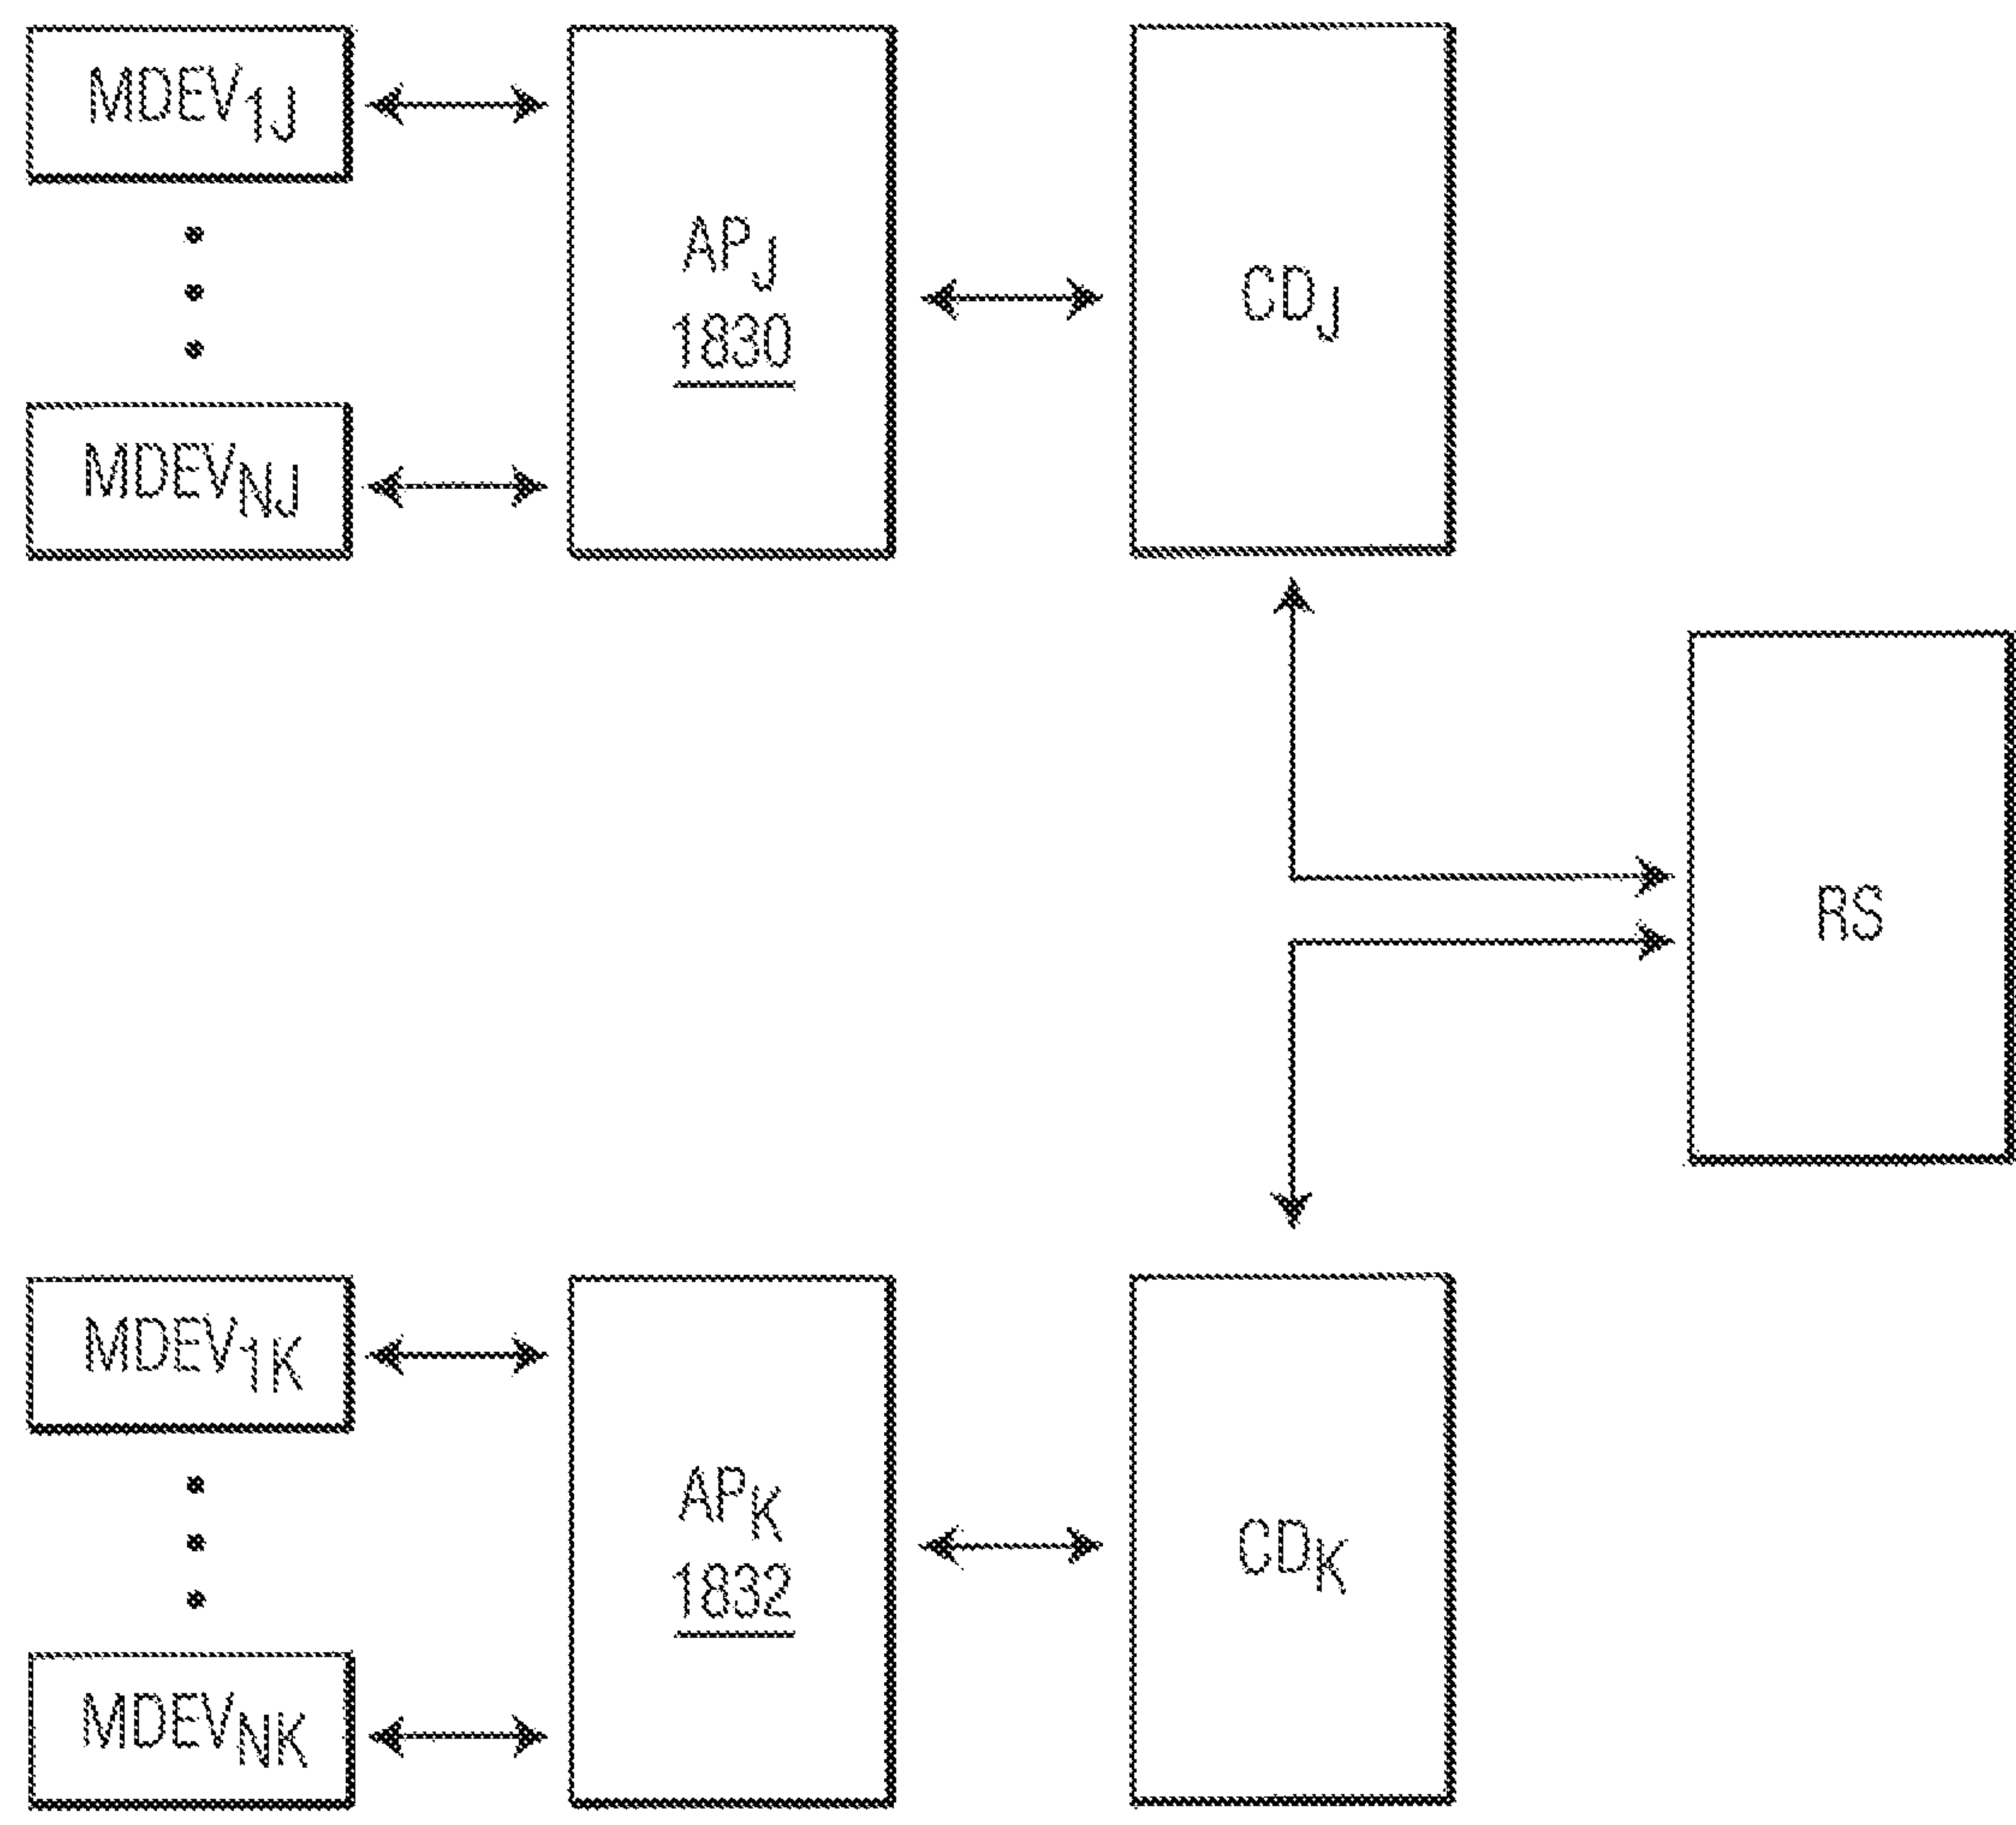 MDEV1J
APJ
1830
CDJ
MDEVNJ
RS
MDEV1K
APK
1832
CDK
MDEVNK